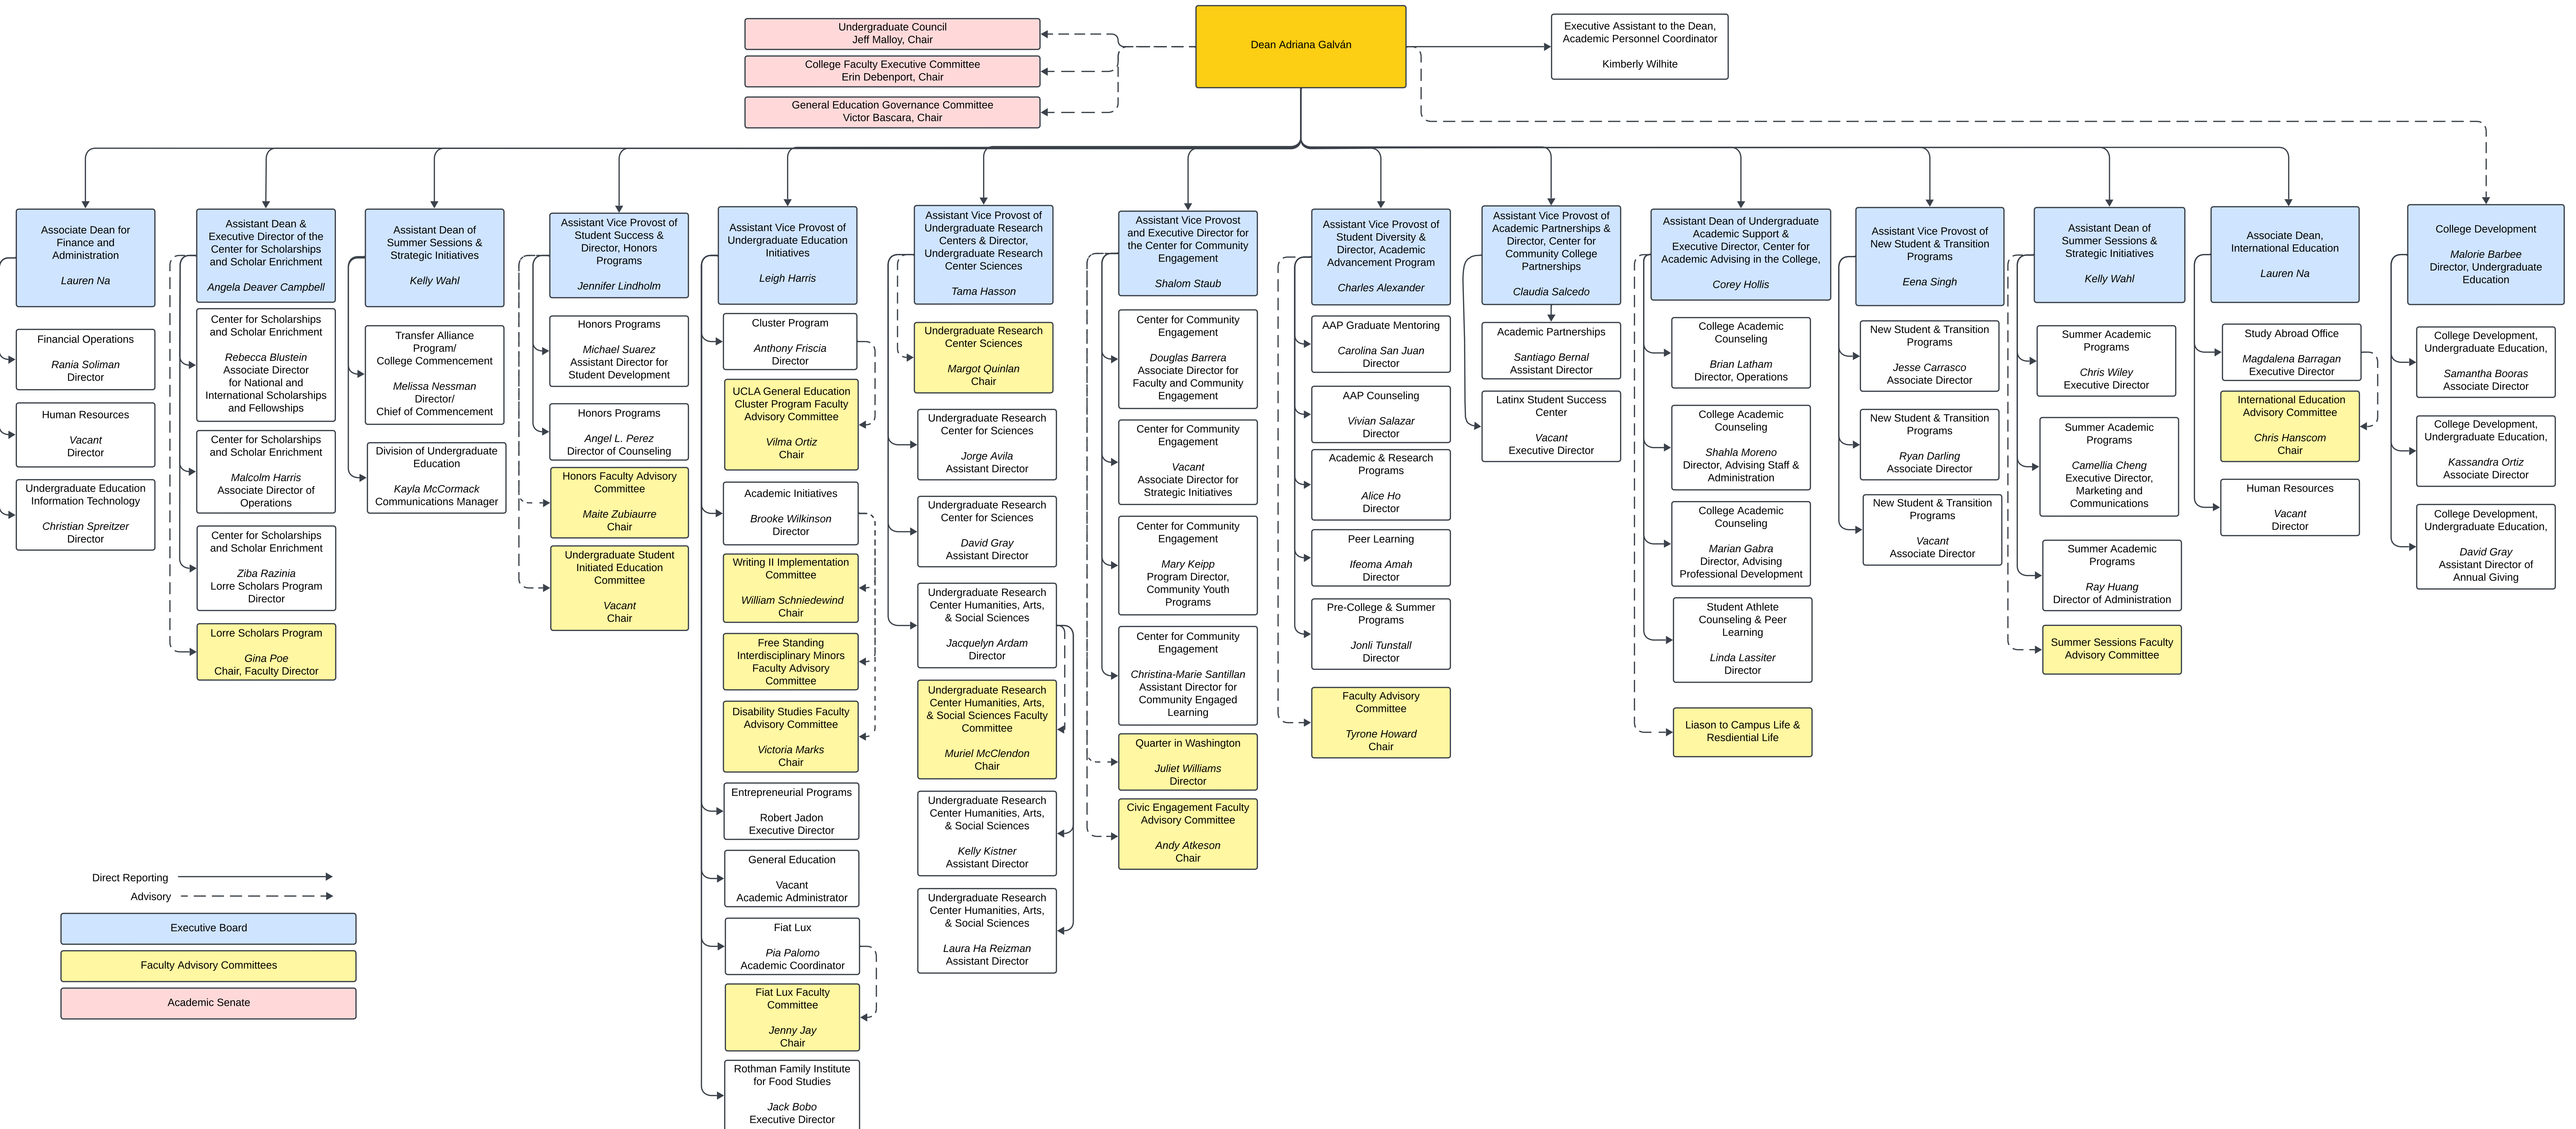 Undergraduate Council
Jeff Malloy, Chair
College Faculty Executive Committee
Erin Debenport, Chair
General Education Governance Committee
Victor Bascara, Chair
Dean Adriana Galván
Executive Assistant to the Dean,
Academic Personnel Coordinator
Kimberly Wilhite
Associate Dean for
Finance and
Administration
Lauren Na
Financial Operations
Rania Soliman
Director
Human Resources
Vacant
Director
Undergraduate Education
Information Technology
Christian Spreitzer
Director
Assistant Dean &
Executive Director of the
Center for Scholarships
and Scholar Enrichment
Angela Deaver Campbell
Center for Scholarships
and Scholar Enrichment
Rebecca Blustein
Associate Director
for National and
International Scholarships
and Fellowships
Center for Scholarships
and Scholar Enrichment
Malcolm Harris
Associate Director of
Operations
Center for Scholarships
and Scholar Enrichment
Ziba Razinia
Lorre Scholars Program
Director
Lorre Scholars Program
Gina Poe
Chair, Faculty Director
Assistant Dean of
Summer Sessions &
Strategic Initiatives
Kelly Wahl
Transfer Alliance
Program/
College Commencement
Melissa Nessman
Director/
Chief of Commencement
Division of Undergraduate
Education
Kayla McCormack
Communications Manager
Assistant Vice Provost of
Student Success &
Director, Honors
Programs
Jennifer Lindholm
Honors Programs
Michael Suarez
Assistant Director for
Student Development
Honors Programs
Angel L. Perez
Director of Counseling
Honors Faculty Advisory
Committee
Maite Zubiaurre
Chair
Undergraduate Student
Initiated Education
Committee
Vacant
Chair
Assistant Vice Provost of
Undergraduate Education
Initiatives
Leigh Harris
Cluster Program
Anthony Friscia
Director
UCLA General Education
Cluster Program Faculty
Advisory Committee
Vilma Ortiz
Chair
Academic Initiatives
Brooke Wilkinson
Director
Writing II Implementation
Committee
William Schniedewind
Chair
Free Standing
Interdisciplinary Minors
Faculty Advisory
Committee
Disability Studies Faculty
Advisory Committee
Victoria Marks
Chair
Entrepreneurial Programs
Robert Jadon
Executive Director
General Education
Vacant
Academic Administrator
Fiat Lux
Pia Palomo
Academic Coordinator
Fiat Lux Faculty
Committee
Jenny Jay
Chair
Rothman Family Institute
for Food Studies
Jack Bobo
Executive Director
Assistant Vice Provost of
Undergraduate Research
Centers & Director,
Undergraduate Research
Center Sciences
Tama Hasson
Undergraduate Research
Center Sciences
Margot Quinlan
Chair
Undergraduate Research
Center for Sciences
Jorge Avila
Assistant Director
Undergraduate Research
Center for Sciences
David Gray
Assistant Director
Undergraduate Research
Center Humanities, Arts,
& Social Sciences
Jacquelyn Ardam
Director
Undergraduate Research
Center Humanities, Arts,
& Social Sciences Faculty
Committee
Muriel McClendon
Chair
Undergraduate Research
Center Humanities, Arts,
& Social Sciences
Kelly Kistner
Assistant Director
Undergraduate Research
Center Humanities, Arts,
& Social Sciences
Laura Ha Reizman
Assistant Director
Assistant Vice Provost
and Executive Director for
the Center for Community
Engagement
Shalom Staub
Center for Community
Engagement
Douglas Barrera
Associate Director for
Faculty and Community
Engagement
Center for Community
Engagement
Vacant
Associate Director for
Strategic Initiatives
Center for Community
Engagement
Mary Keipp
Program Director,
Community Youth
Programs
Center for Community
Engagement
Christina-Marie Santillan
Assistant Director for
Community Engaged
Learning
Quarter in Washington
Juliet Williams
Director
Civic Engagement Faculty
Advisory Committee
Andy Atkeson
Chair
Assistant Vice Provost of
Student Diversity &
Director, Academic
Advancement Program
Charles Alexander
AAP Graduate Mentoring
Carolina San Juan
Director
AAP Counseling
Vivian Salazar
Director
Academic & Research
Programs
Alice Ho
Director
Peer Learning
Ifeoma Amah
Director
Pre-College & Summer
Programs
Jonli Tunstall
Director
Faculty Advisory
Committee
Tyrone Howard
Chair
Assistant Vice Provost of
Academic Partnerships &
Director, Center for
Community College
Partnerships
Claudia Salcedo
Academic Partnerships
Santiago Bernal
Assistant Director
Latinx Student Success
Center
Vacant
Executive Director
Assistant Dean of Undergraduate
Academic Support &
Executive Director, Center for
Academic Advising in the College,
Corey Hollis
College Academic
Counseling
Brian Latham
Director, Operations
College Academic
Counseling
Shahla Moreno
Director, Advising Staff &
Administration
College Academic
Counseling
Marian Gabra
Director, Advising
Professional Development
Student Athlete
Counseling & Peer
Learning
Linda Lassiter
Director
Liason to Campus Life &
Resdiential Life
Assistant Vice Provost of
New Student & Transition
Programs
Eena Singh
New Student & Transition
Programs
Jesse Carrasco
Associate Director
New Student & Transition
Programs
Ryan Darling
Associate Director
New Student & Transition
Programs
Vacant
Associate Director
Assistant Dean of
Summer Sessions &
Strategic Initiatives
Kelly Wahl
Summer Academic
Programs
Chris Wiley
Executive Director
Summer Academic
Programs
Camellia Cheng
Executive Director,
Marketing and
Communications
Summer Academic
Programs
Ray Huang
Director of Administration
Summer Sessions Faculty
Advisory Committee
Associate Dean,
International Education
Lauren Na
Study Abroad Office
Magdalena Barragan
Executive Director
International Education
Advisory Committee
Chris Hanscom
Chair
Human Resources
Vacant
Director
College Development
Malorie Barbee
Director, Undergraduate
Education
College Development,
Undergraduate Education,
Samantha Booras
Associate Director
College Development,
Undergraduate Education,
Kassandra Ortiz
Associate Director
College Development,
Undergraduate Education,
David Gray
Assistant Director of
Annual Giving
Direct Reporting
Advisory
Executive Board
Faculty Advisory Committees
Academic Senate